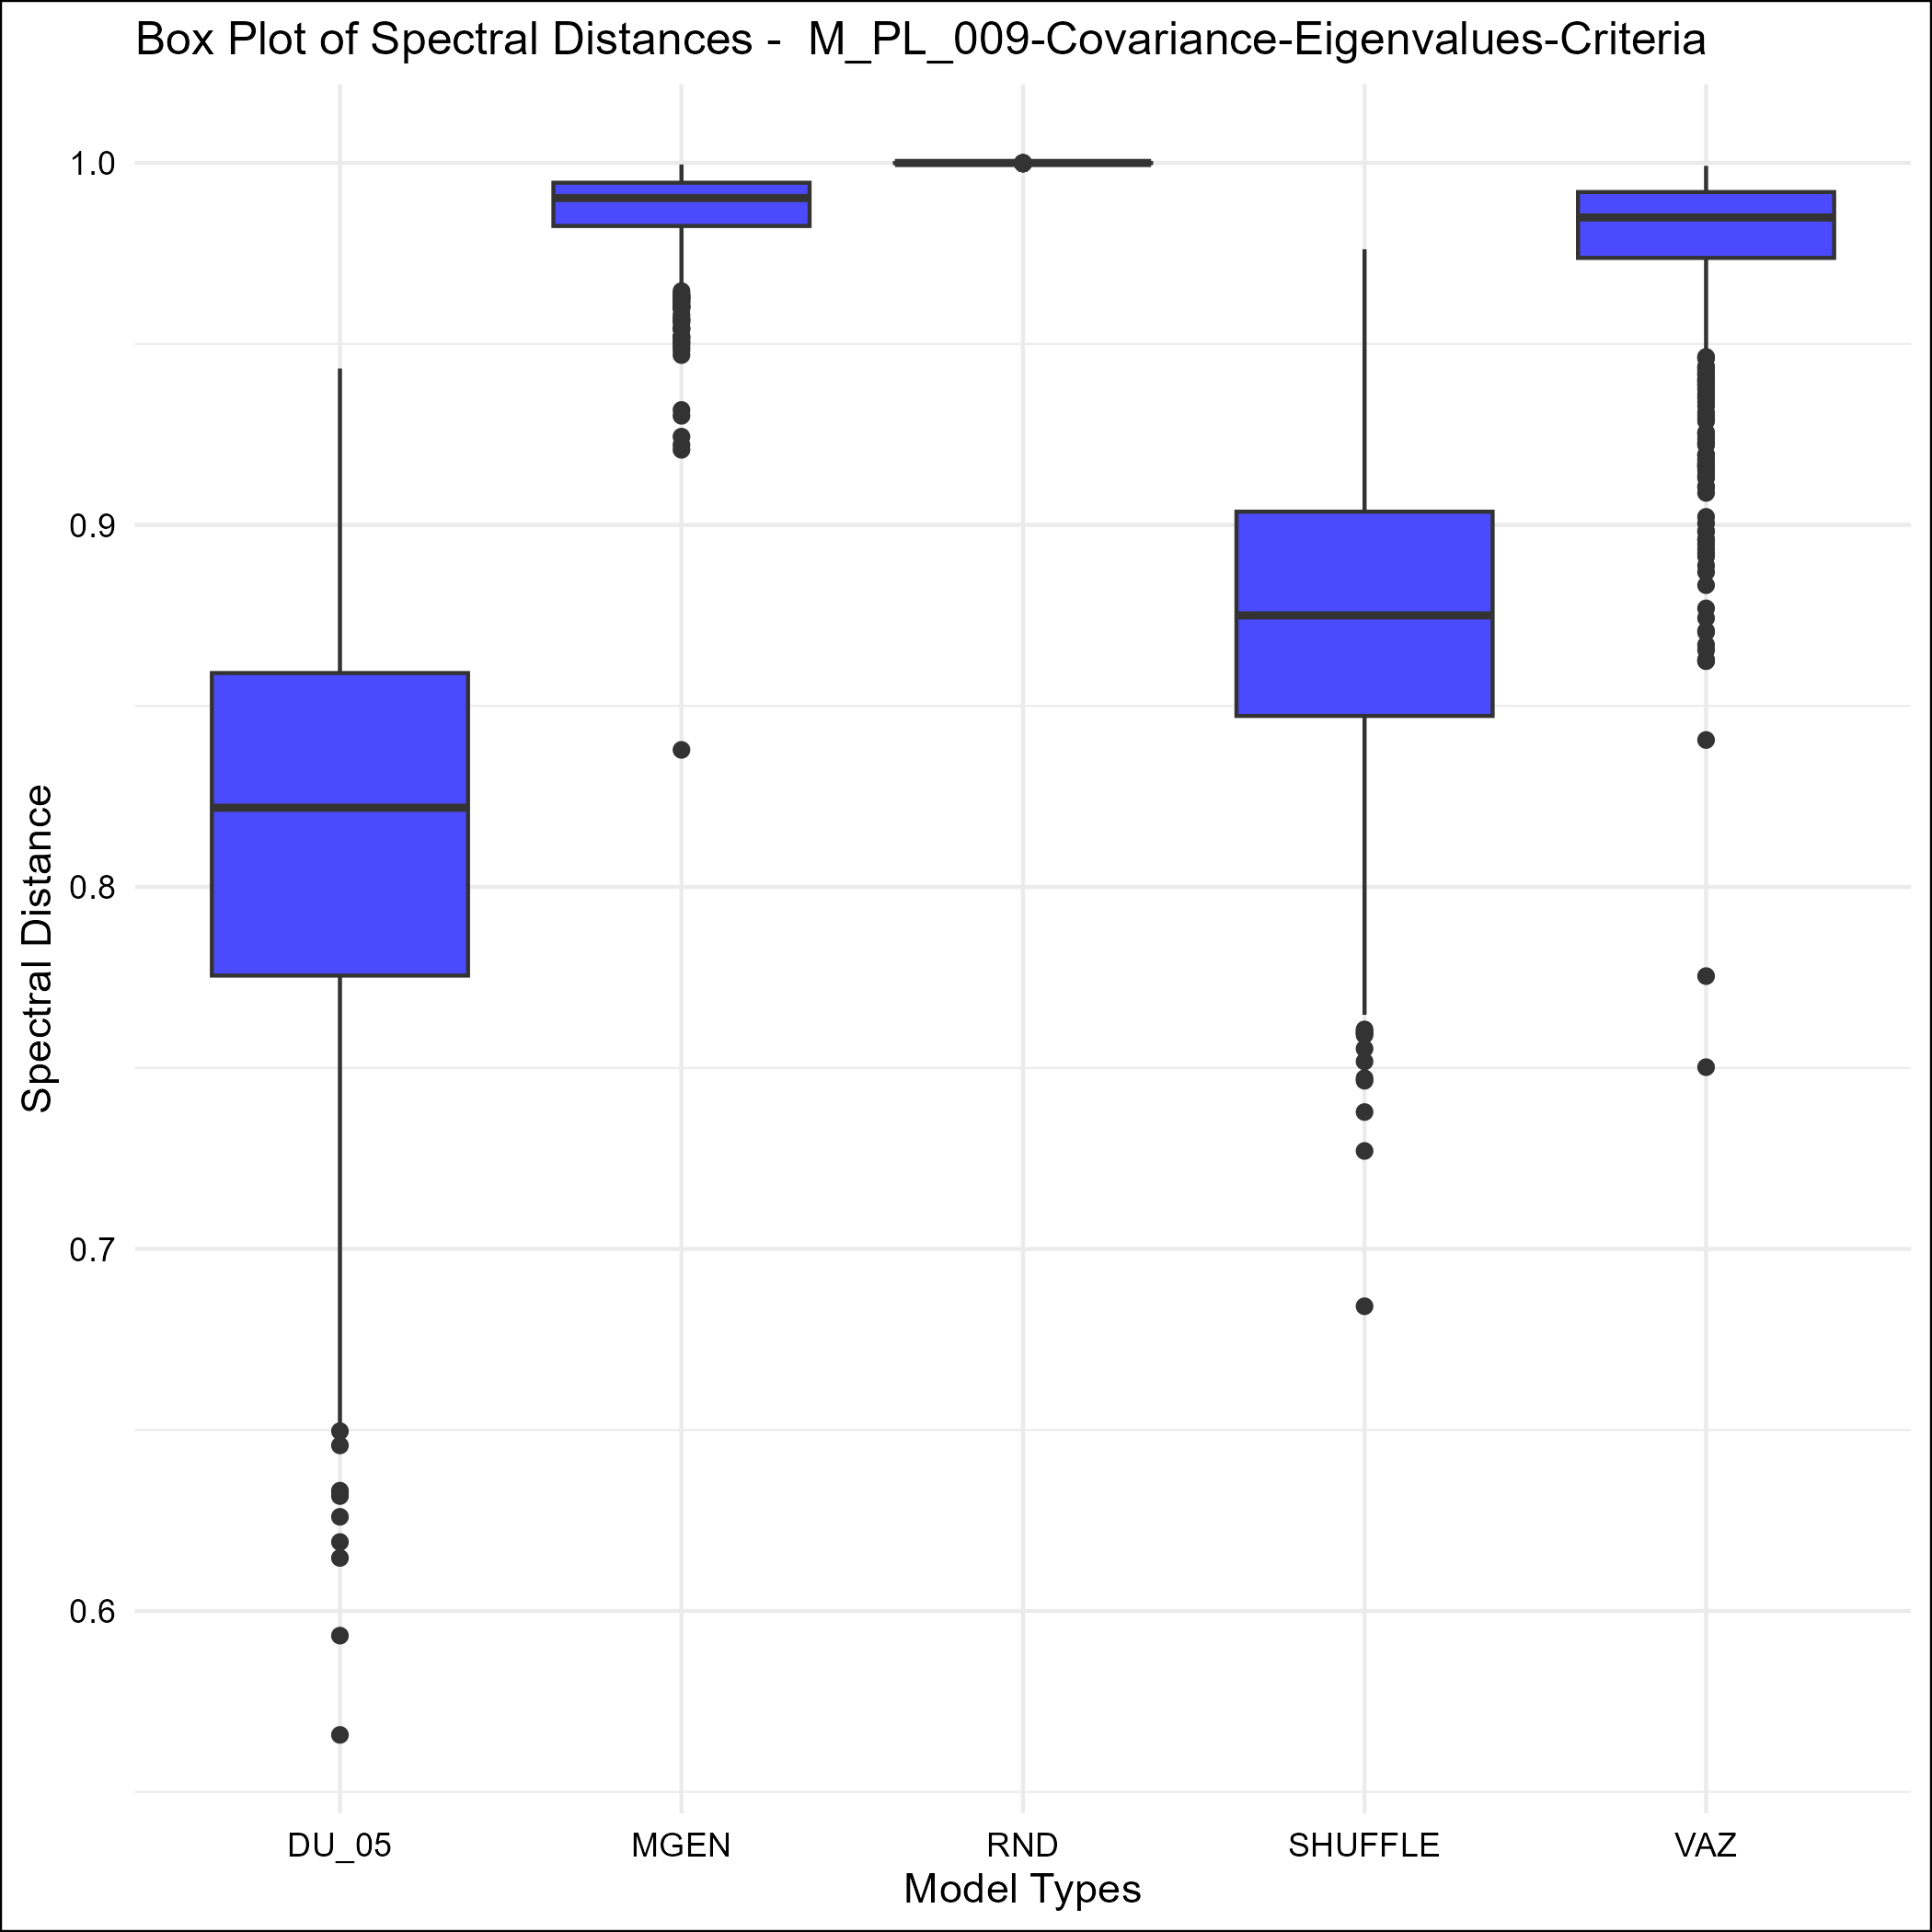 Box Plot of Spectral Distances -  M_PL_009-Covariance-Eigenvalues-Criteria
Spectral Distance
1.0
0.9
0.8
0.7
0.6
DU_05 MGEN RND SHUFFLE VAZ
Model Types